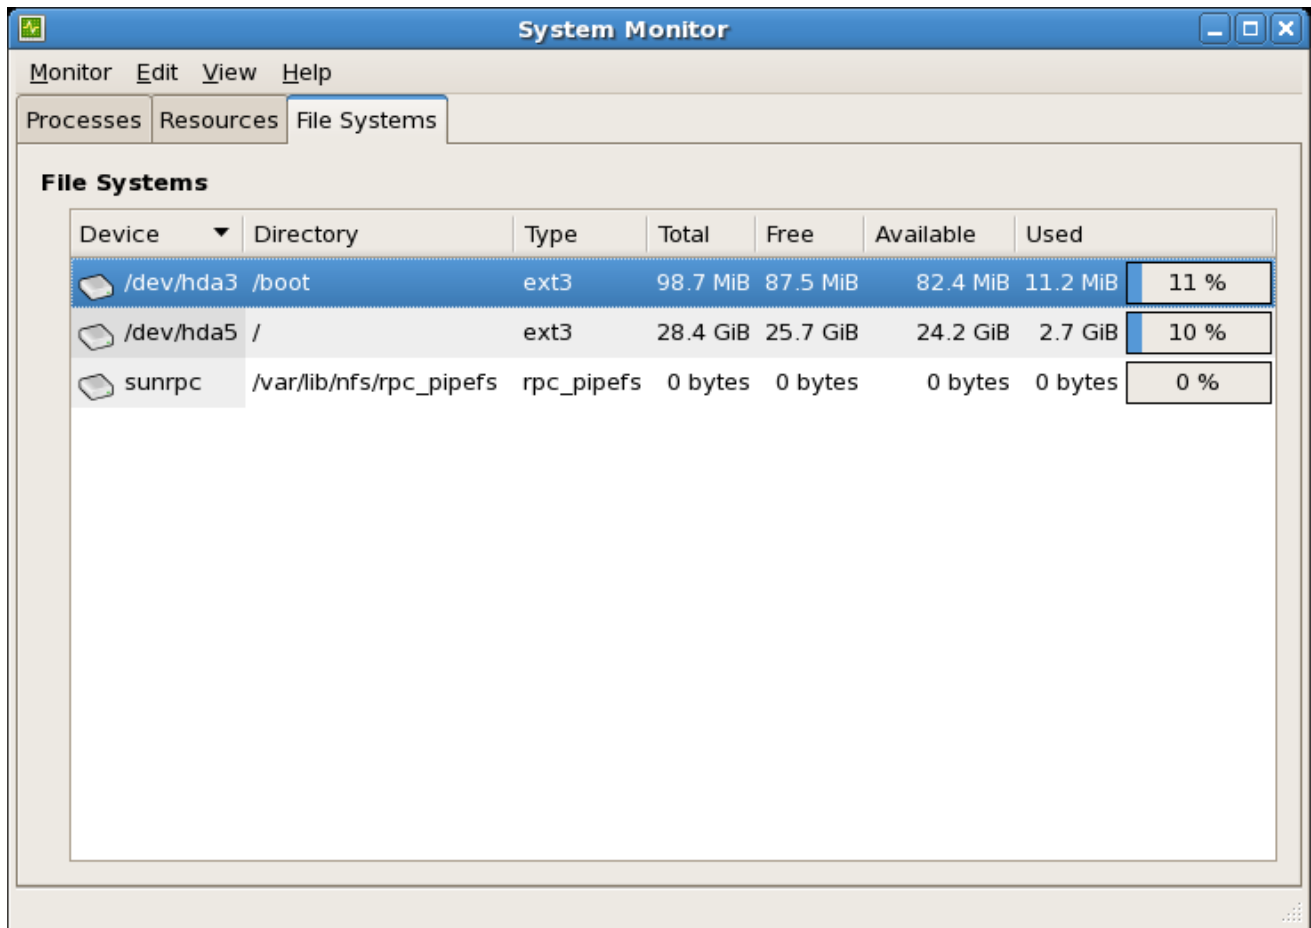 System Monitor
Monitor Edit View Help
Processes Resources File Systems
File Systems
Device Directory Type Total Free Available Used
/dev/hda3 /boot ext3 98.7 MiB 87.5 MiB 82.4 MiB 11.2 MiB 11 %
/dev/hda5 / ext3 28.4 GiB 25.7 GiB 24.2 GiB 2.7 GiB 10 %
sunrpc /var/lib/nfs/rpc_pipefs rpc_pipefs 0 bytes 0 bytes 0 bytes 0 bytes 0 %